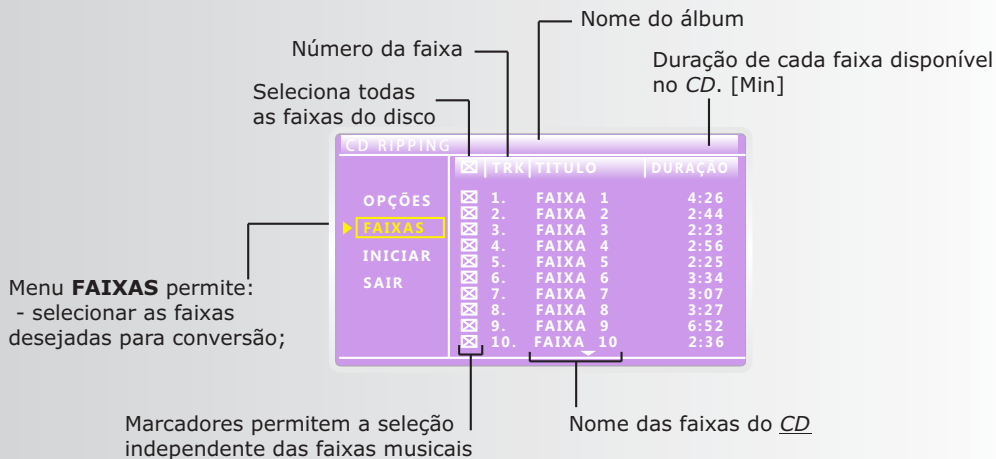 Nome do álbum
Número da faixa
Duração de cada faixa disponível
no CD. [Min]
Seleciona todas
as faixas do disco
CD RIPPING
TRK TITULO DURAÇÃO
OPÇÕES
FAIXAS
INICIAR
SAIR
1. FAIXA 1 4:26
2. FAIXA 2 2:44
3. FAIXA 3 2:23
4. FAIXA 4 2:56
5. FAIXA 5 2:25
6. FAIXA 6 3:34
7. FAIXA 7 3:07
8. FAIXA 8 3:27
9. FAIXA 9 6:52
10. FAIXA 10 2:36
Menu FAIXAS permite:
- selecionar as faixas
desejadas para conversão;
Marcadores permitem a seleção
independente das faixas musicais
Nome das faixas do CD